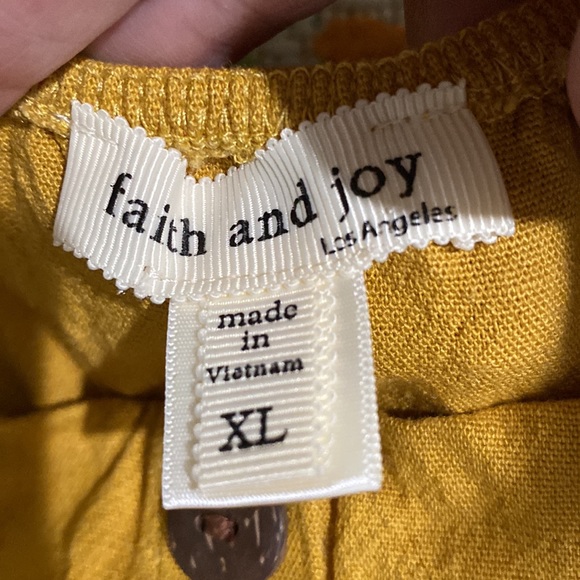 faith and joy
Los Angeles
made
in
Vietnam
XL